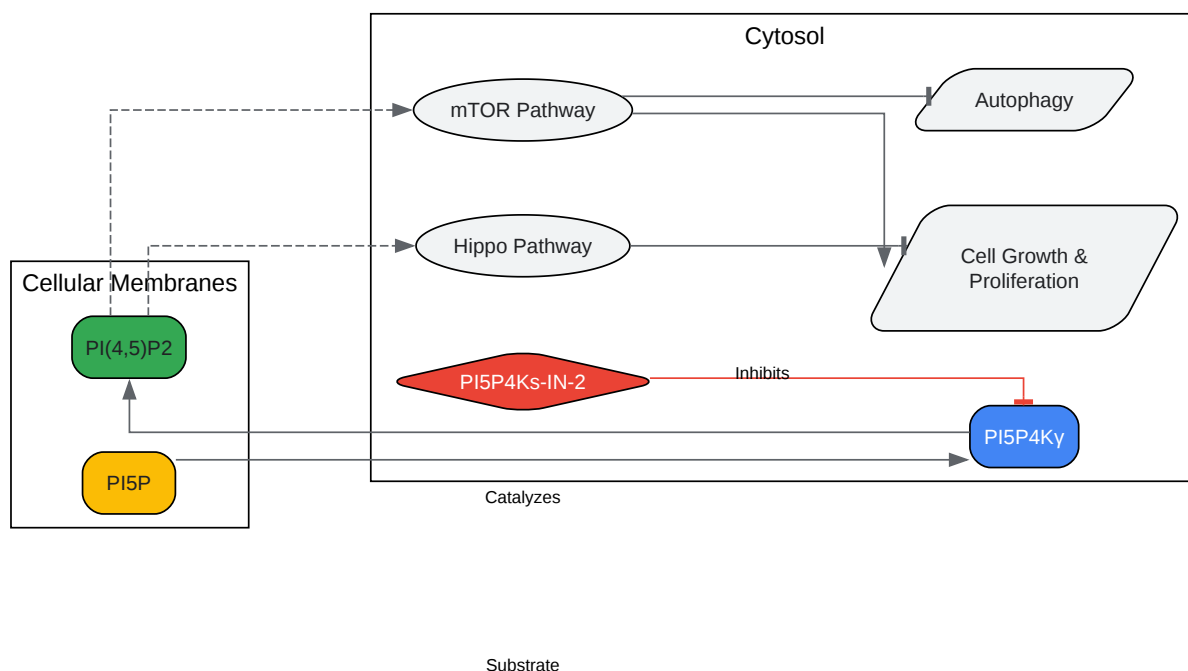 Cytosol
mTOR Pathway
Autophagy
Hippo Pathway
Cell Growth &
Proliferation
Cellular Membranes
PI(4,5)P2
PI5P4Ks-IN-2
Inhibits
PI5P4Kγ
PI5P
Catalyzes
Substrate